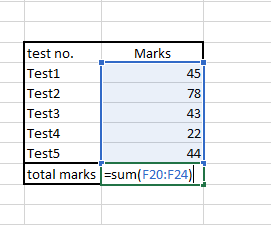 test no. Marks
Test1 45
Test2 78
Test3 43
Test4 22
Test5 44
total marks =sum(F20:F24)